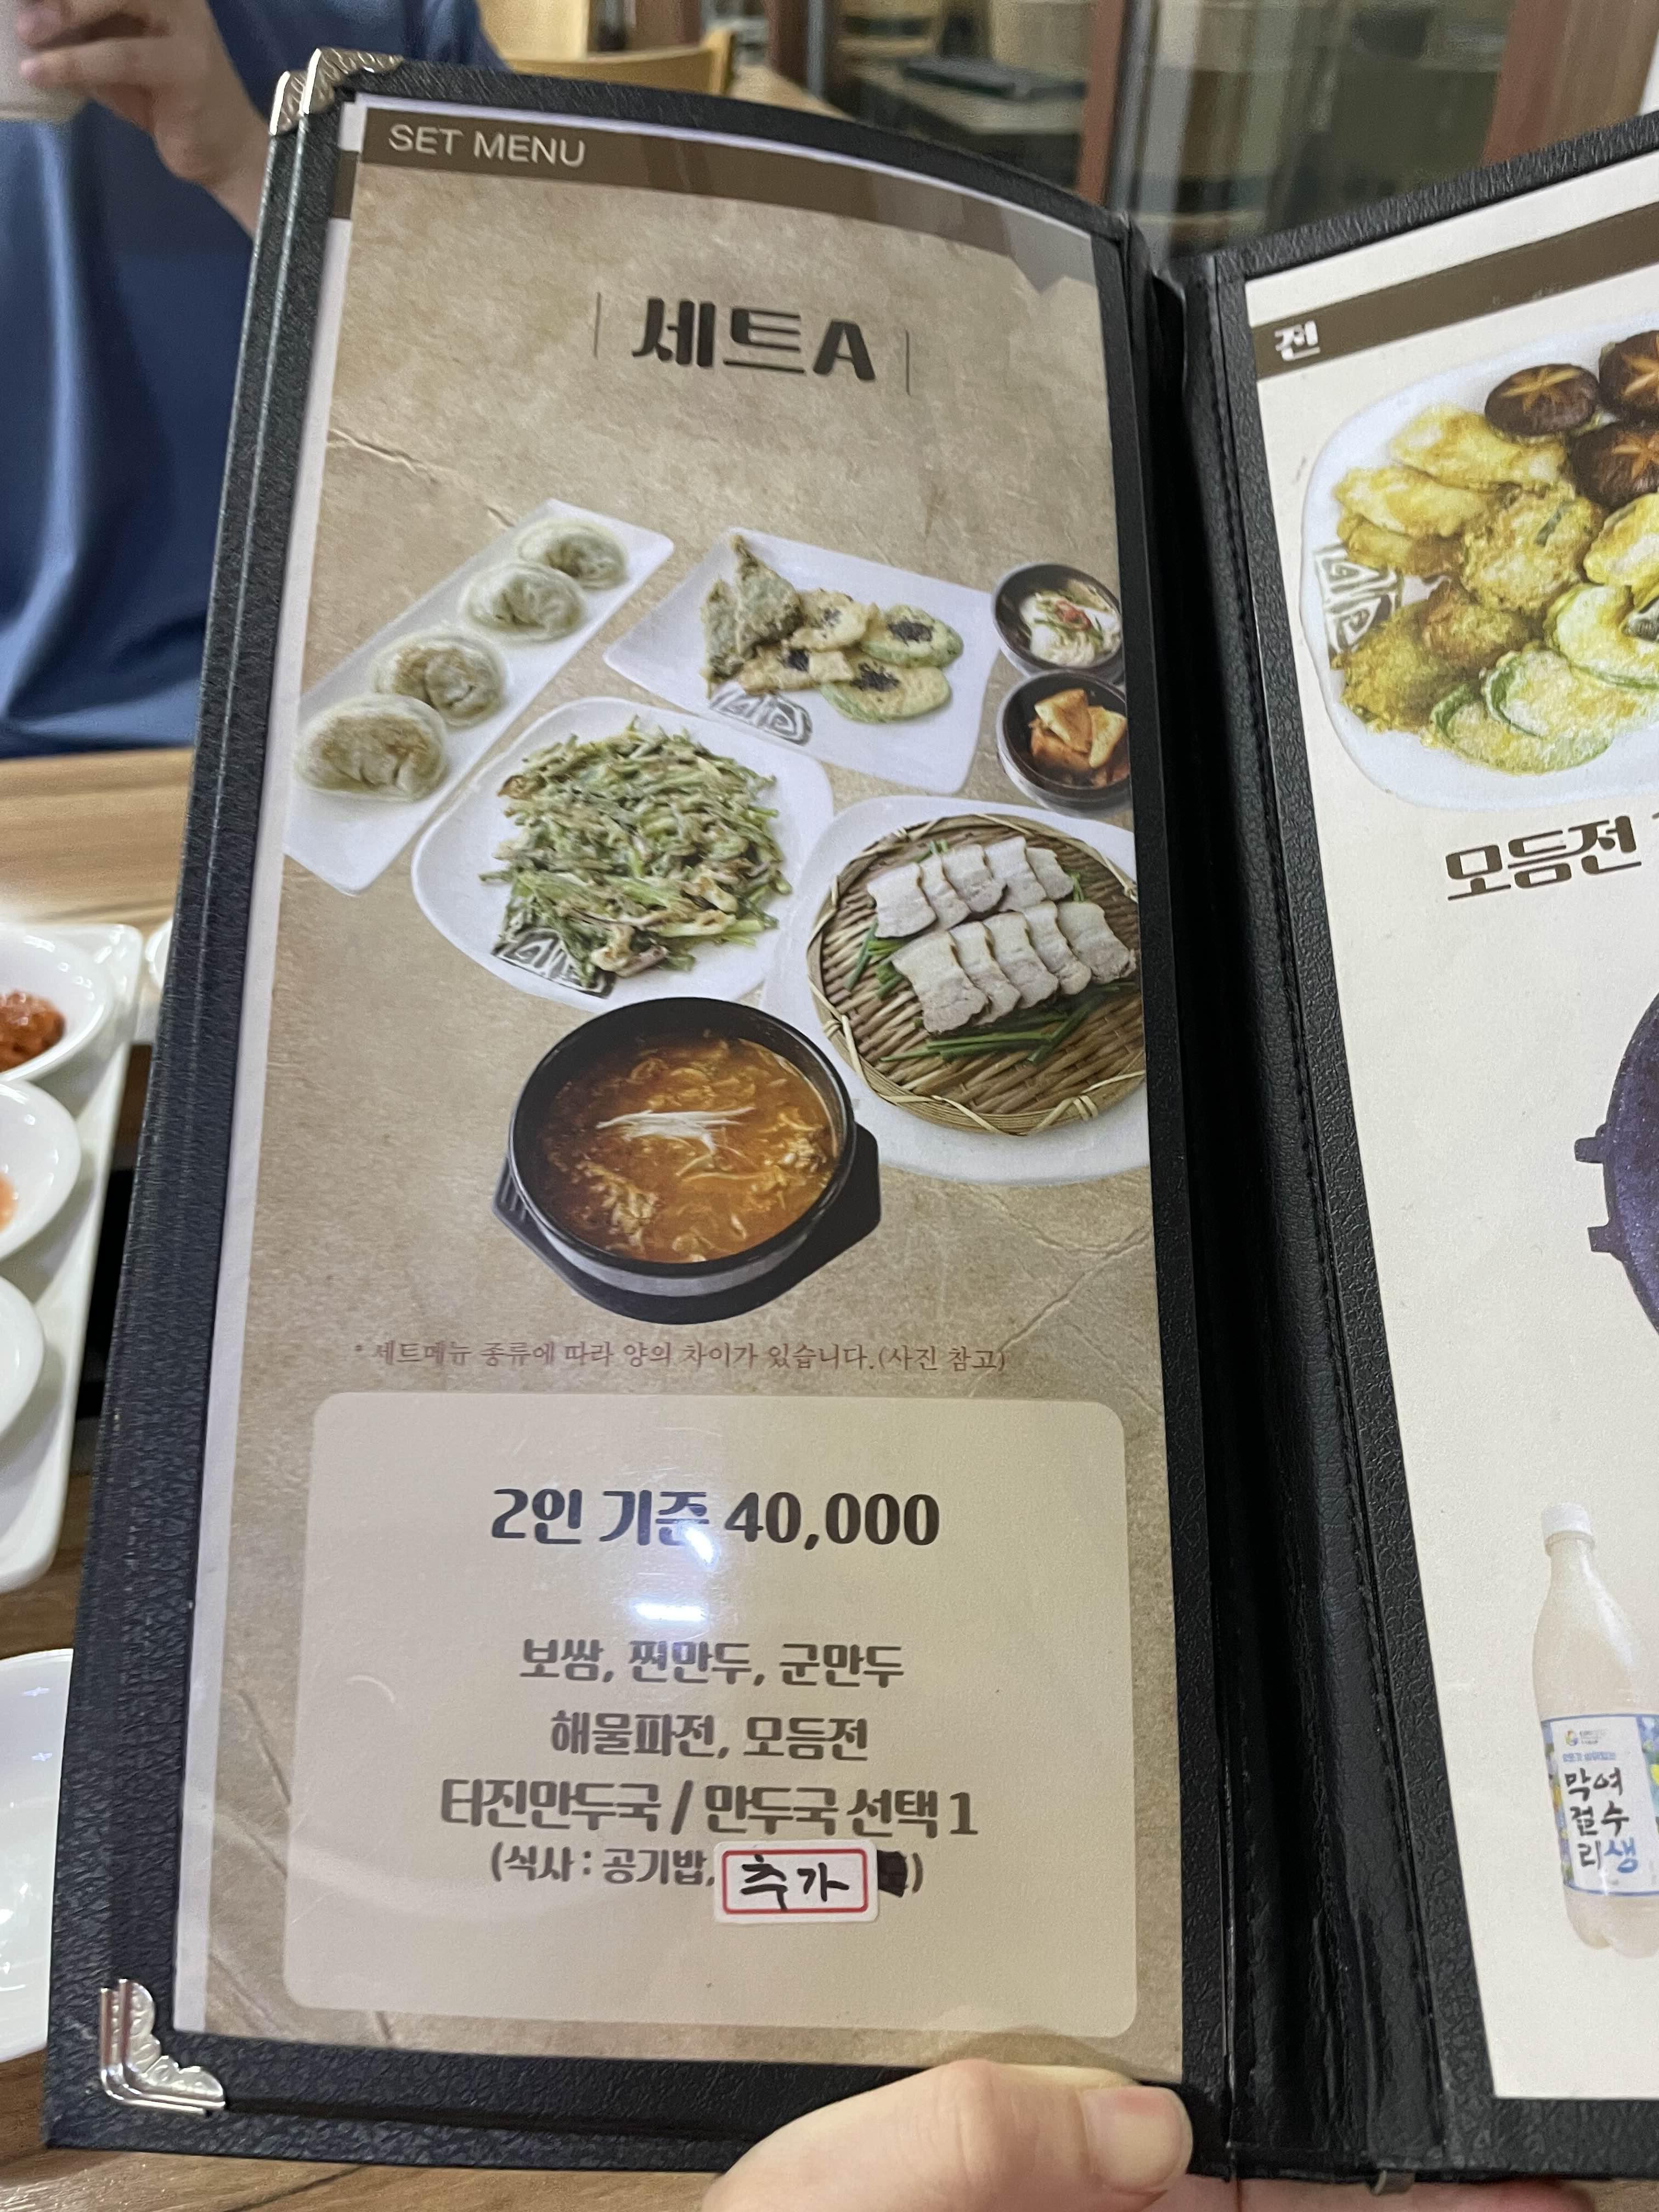 SET MENU
세트A
* 세트메뉴 종류에 따라 양의 차이가 있습니다.(사진 참고)
2인 기준 40,000
보쌈, 찐만두, 군만두
해물파전, 모듬전
터진만두국 / 만두국 선택 1
(식사 : 공기밥, 추가 )
전
모듬전
여수
생
막걸리